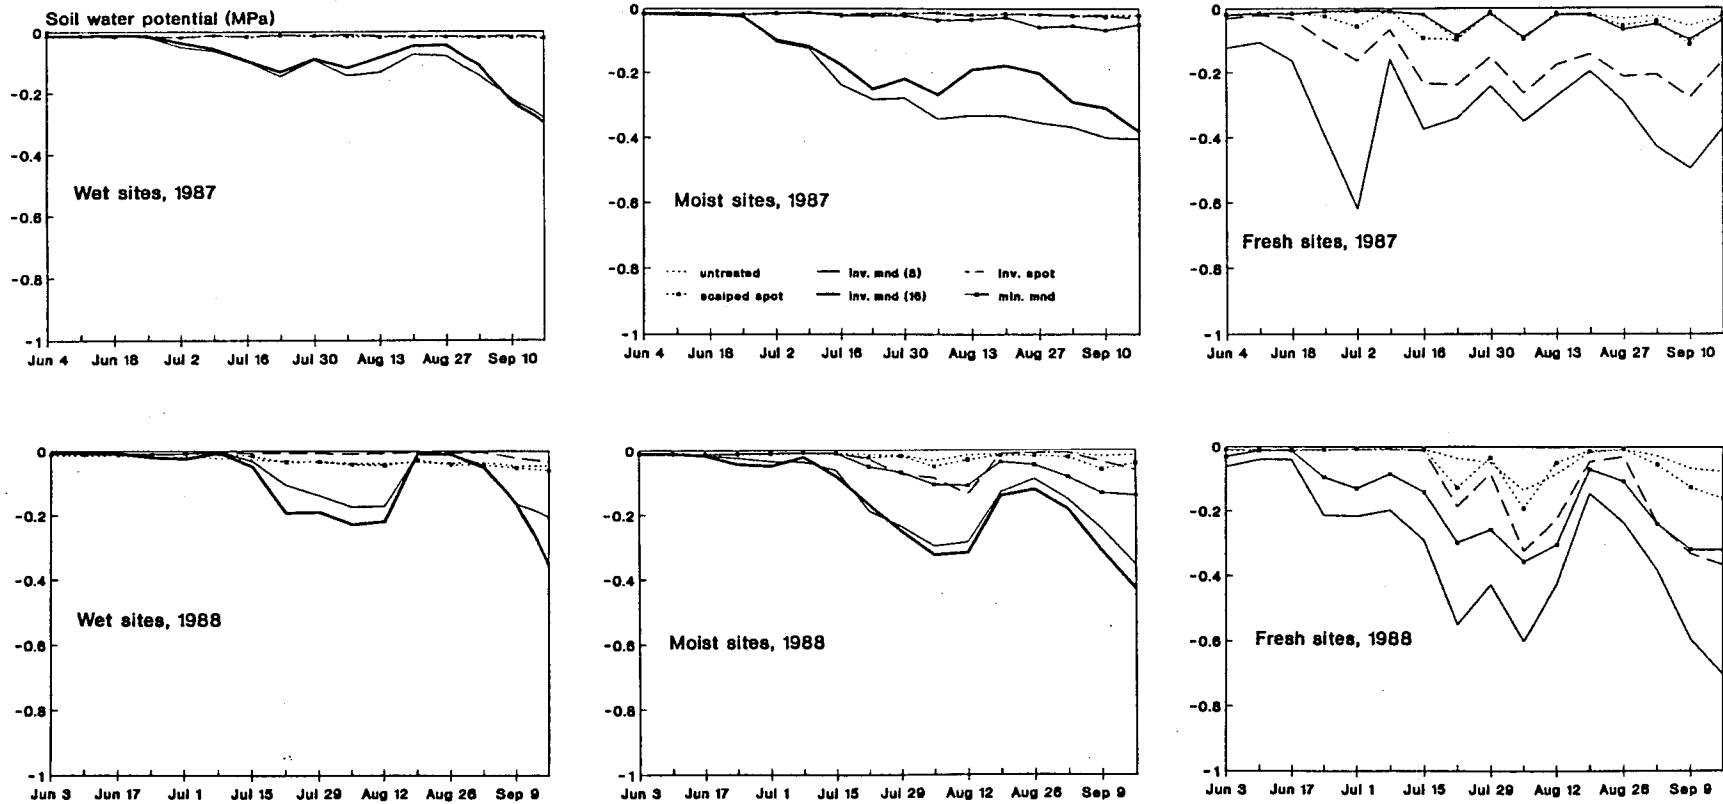 Soil water potential (MPa)
0
-0.2
-0.4
-0.6
-0.8
-1
Wet sites, 1987
Jun 4 Jun 18 Jul 2 Jul 16 Jul 30 Aug 13 Aug 27 Sep 10
0
-0.2
-0.4
-0.6
-0.8
-1
Moist sites, 1987
untreated inv. mnd (8) inv. spot
scalped spot inv. mnd (16) min. mnd
Jun 4 Jun 18 Jul 2 Jul 16 Jul 30 Aug 13 Aug 27 Sep 10
0
-0.2
-0.4
-0.6
-0.8
-1
Fresh sites, 1987
Jun 4 Jun 18 Jul 2 Jul 16 Jul 30 Aug 13 Aug 27 Sep 10
0
-0.2
-0.4
-0.6
-0.8
-1
Wet sites, 1988
Jun 3 Jun 17 Jul 1 Jul 15 Jul 29 Aug 12 Aug 26 Sep 9
0
-0.2
-0.4
-0.6
-0.8
-1
Moist sites, 1988
Jun 3 Jun 17 Jul 1 Jul 15 Jul 29 Aug 12 Aug 26 Sep 9
0
-0.2
-0.4
-0.6
-0.8
-1
Fresh sites, 1988
Jun 3 Jun 17 Jul 1 Jul 15 Jul 29 Aug 12 Aug 26 Sep 9